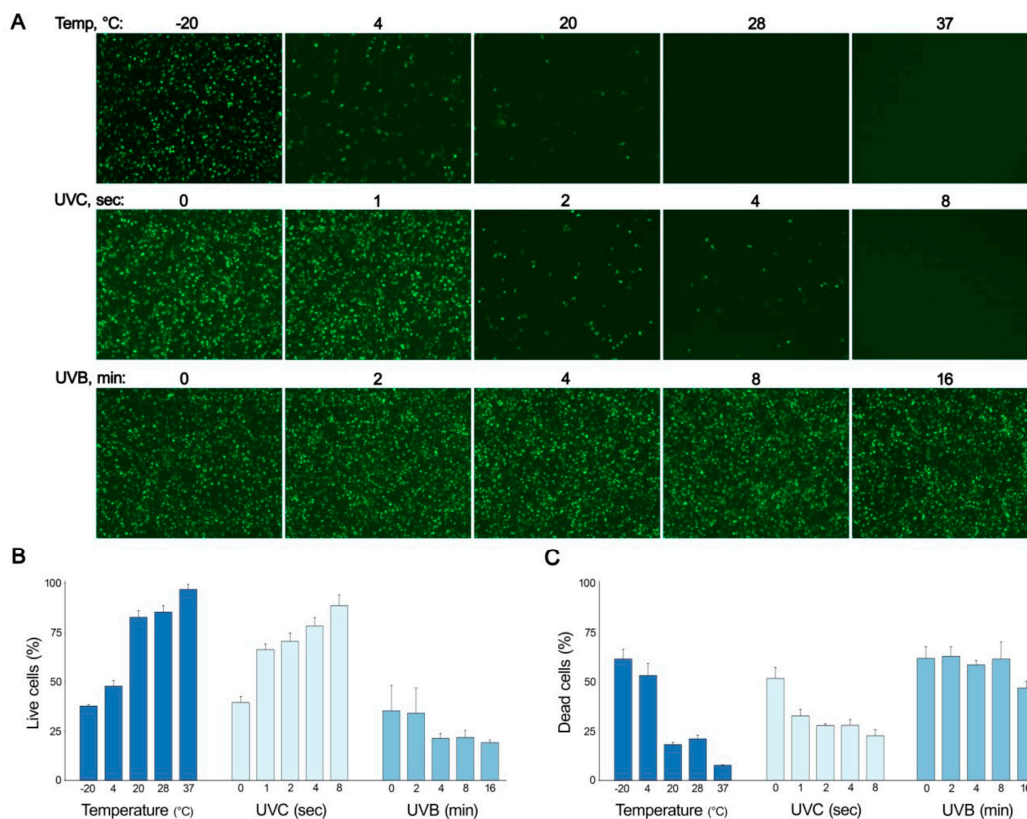 A
Temp, °C: -20 4 20 28 37
UVC, sec: 0 1 2 4 8
UVB, min: 0 2 4 8 16
B
Live cells (%)
100
75
50
25
0
-20 4 20 28 37 0 1 2 4 8 0 2 4 8 16
Temperature (°C) UVC (sec) UVB (min)
C
Dead cells (%)
100
75
50
25
0
-20 4 20 28 37 0 1 2 4 8 0 2 4 8 16
Temperature (°C) UVC (sec) UVB (min)